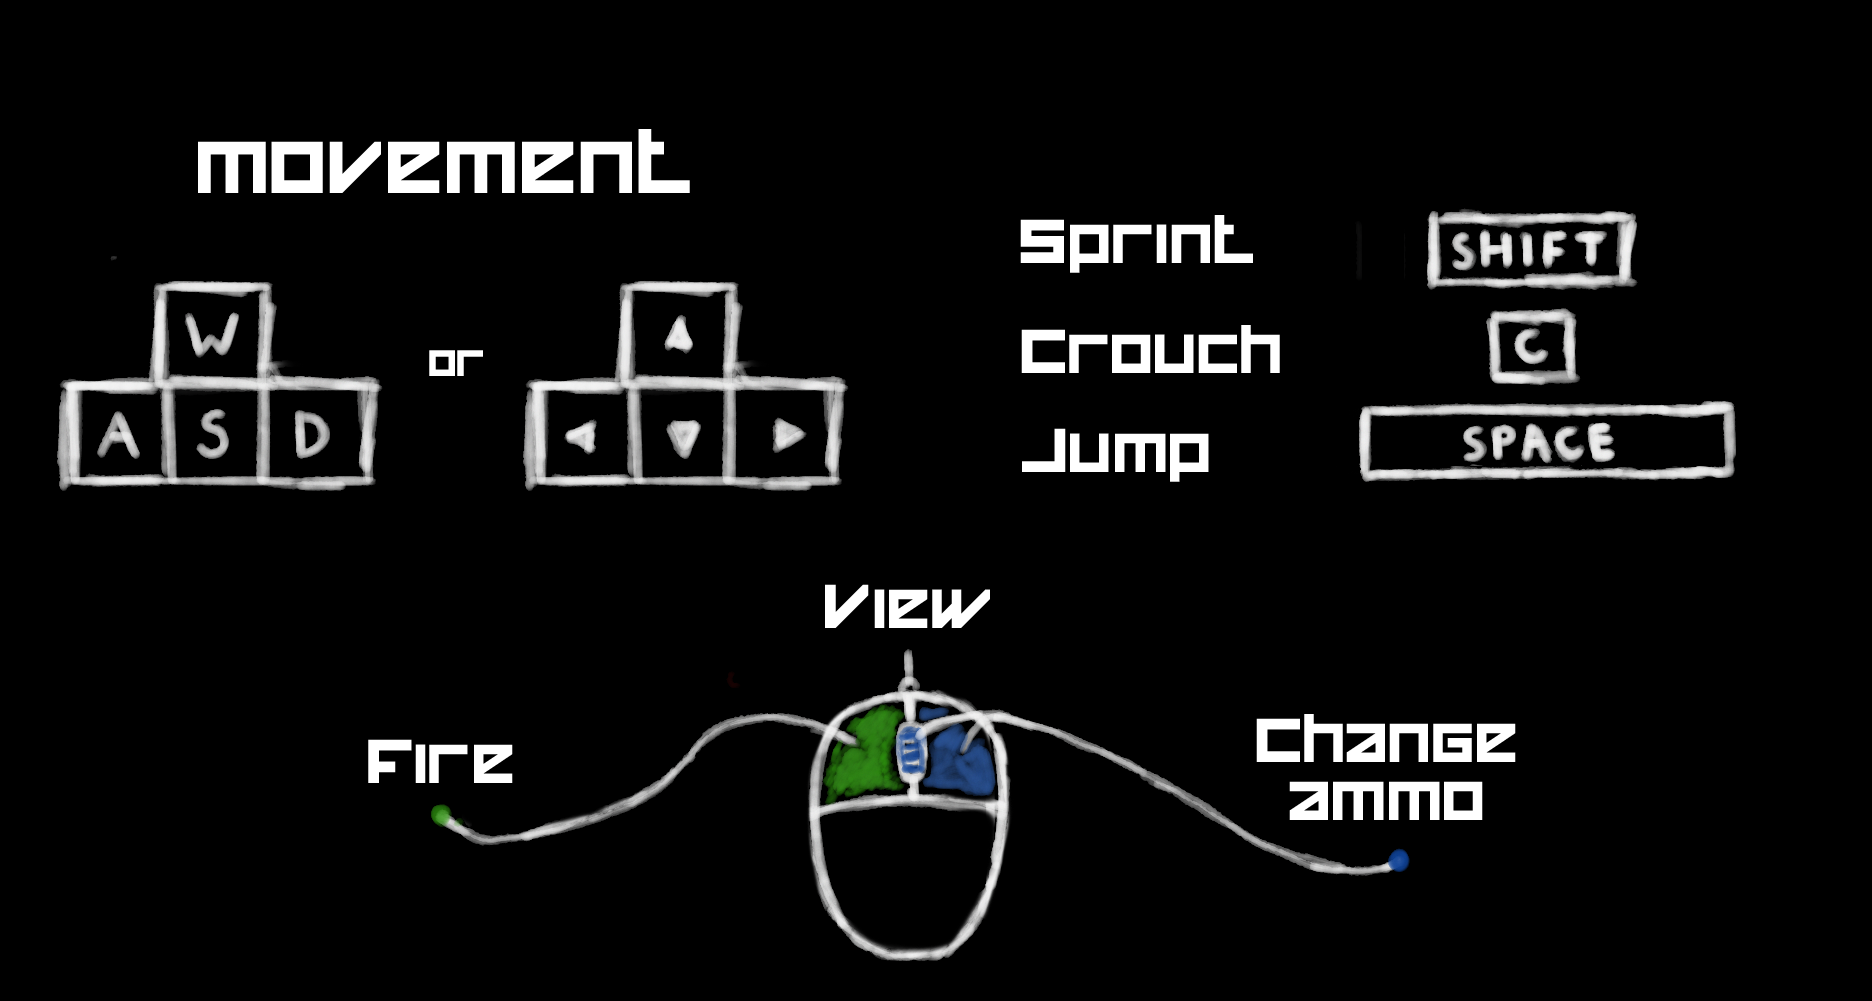 movement
Sprint SHIFT
W
or
Crouch C
A S D
Jump SPACE
View
Fire
Change
ammo